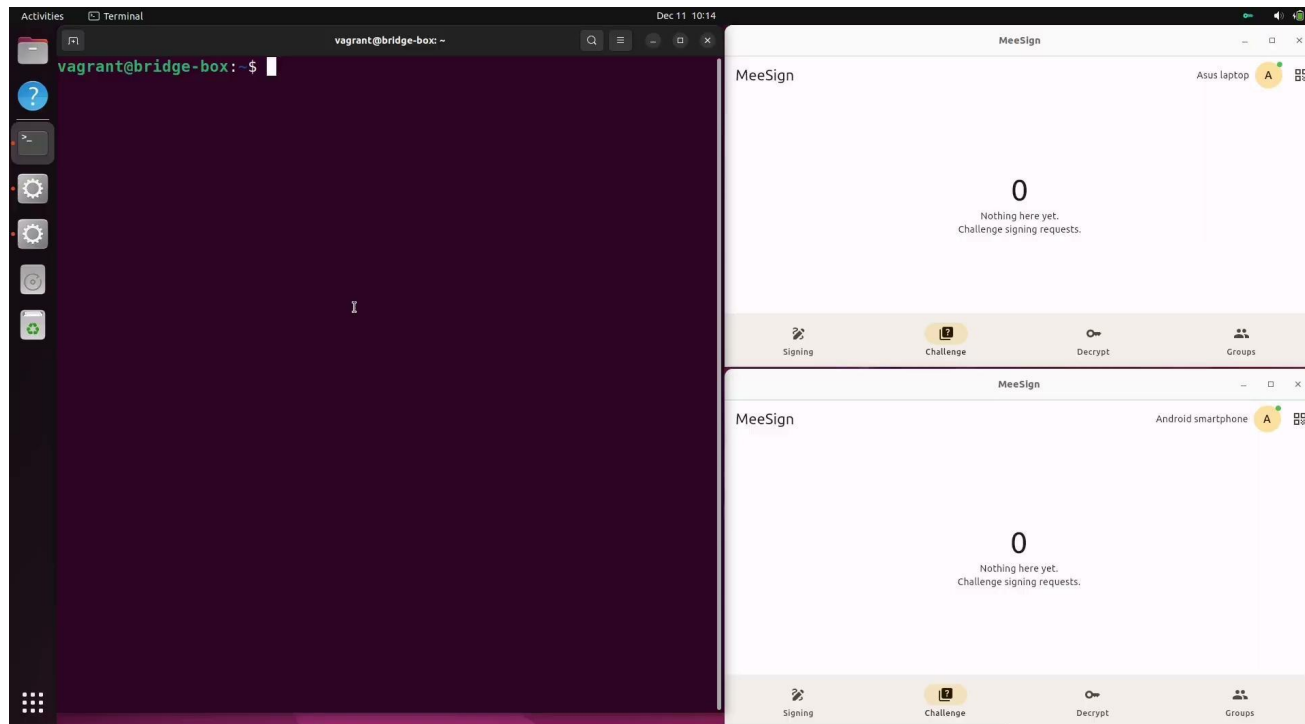 Activities Terminal Dec 11 10:14
vagrant@bridge-box: ~
vagrant@bridge-box:~$
MeeSign
MeeSign Asus laptop A
0
Nothing here yet.
Challenge signing requests.
Signing Challenge Decrypt Groups
MeeSign
MeeSign Android smartphone A
0
Nothing here yet.
Challenge signing requests.
Signing Challenge Decrypt Groups